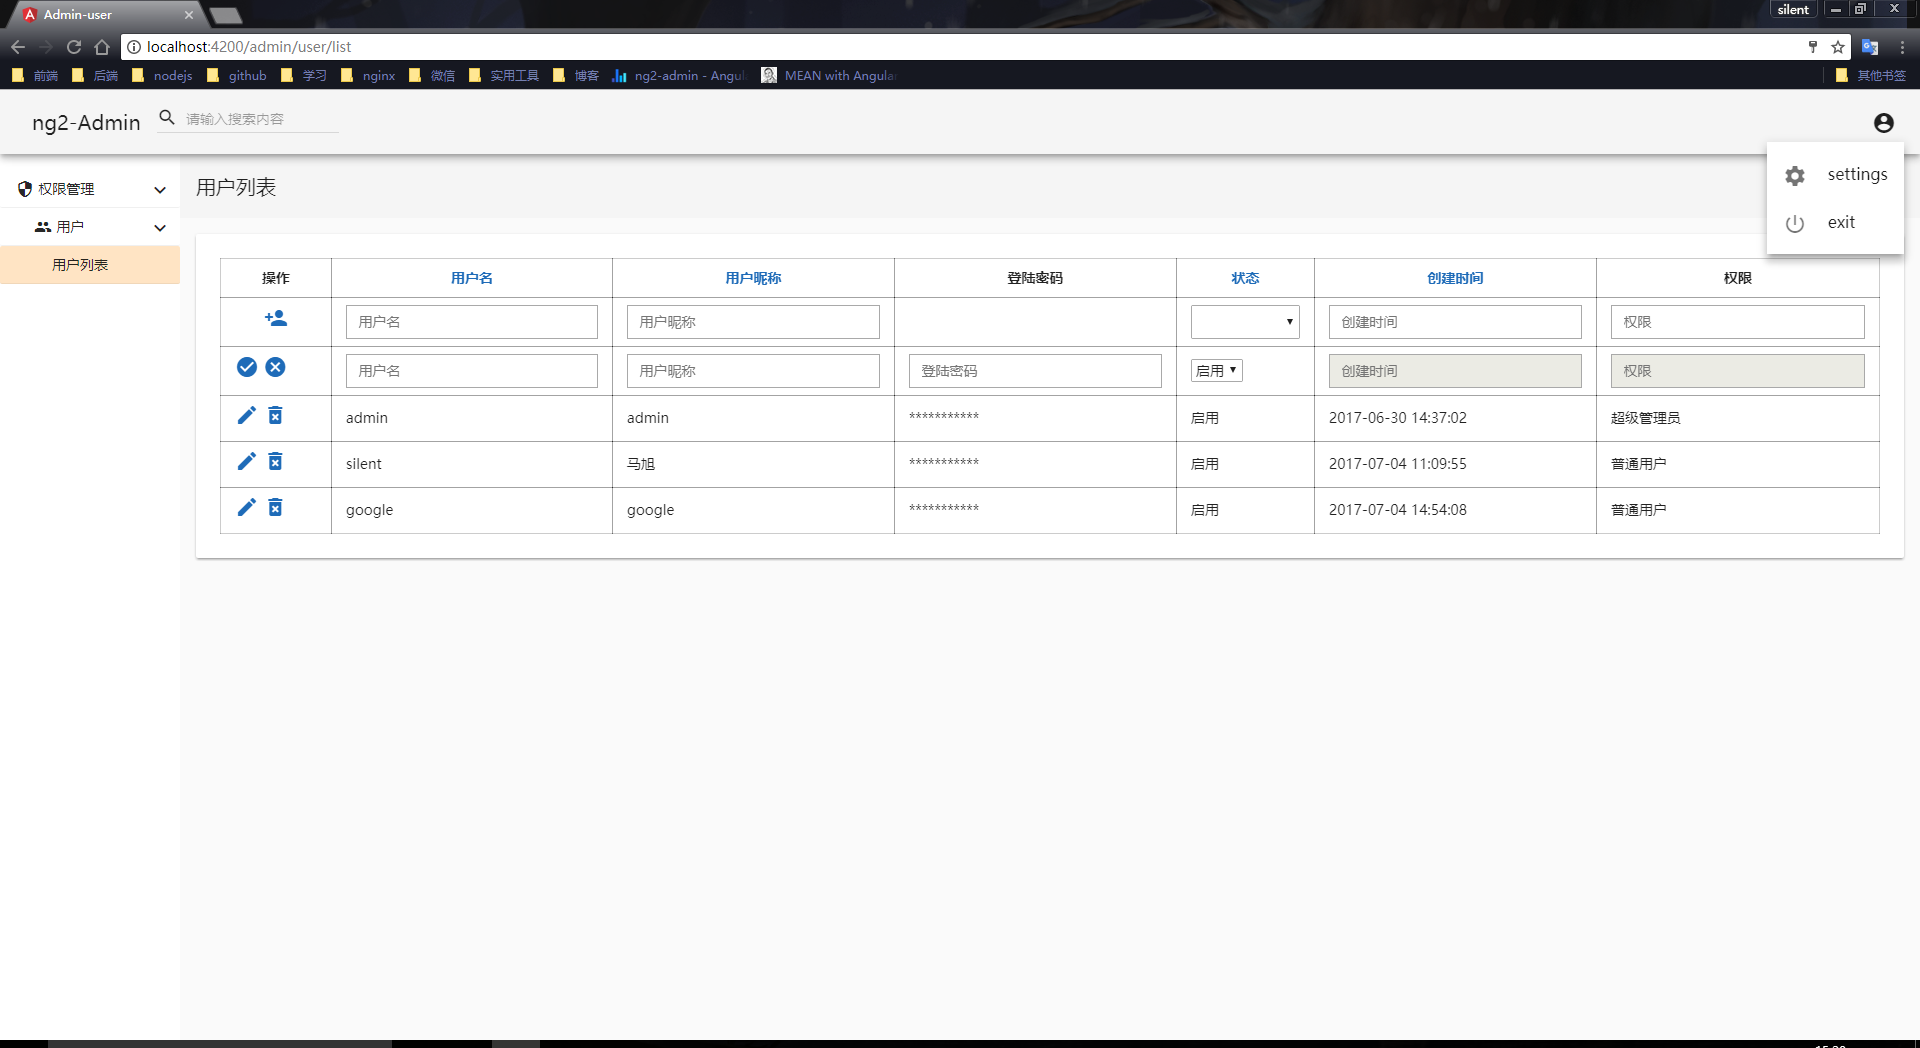 Admin-user
silent
localhost:4200/admin/user/list
前端 后端 nodejs github 学习 nginx 微信 实用工具 博客 ng2-admin - Angul MEAN with Angular 其他书签
ng2-Admin 请输入搜索内容
settings
exit
权限管理
用户
用户列表
用户列表
操作 用户名 用户昵称 登陆密码 状态 创建时间 权限
用户名 用户昵称 创建时间 权限
用户名 用户昵称 登陆密码 启用 创建时间 权限
admin admin *********** 启用 2017-06-30 14:37:02 超级管理员
silent 马旭 *********** 启用 2017-07-04 11:09:55 普通用户
google google *********** 启用 2017-07-04 14:54:08 普通用户